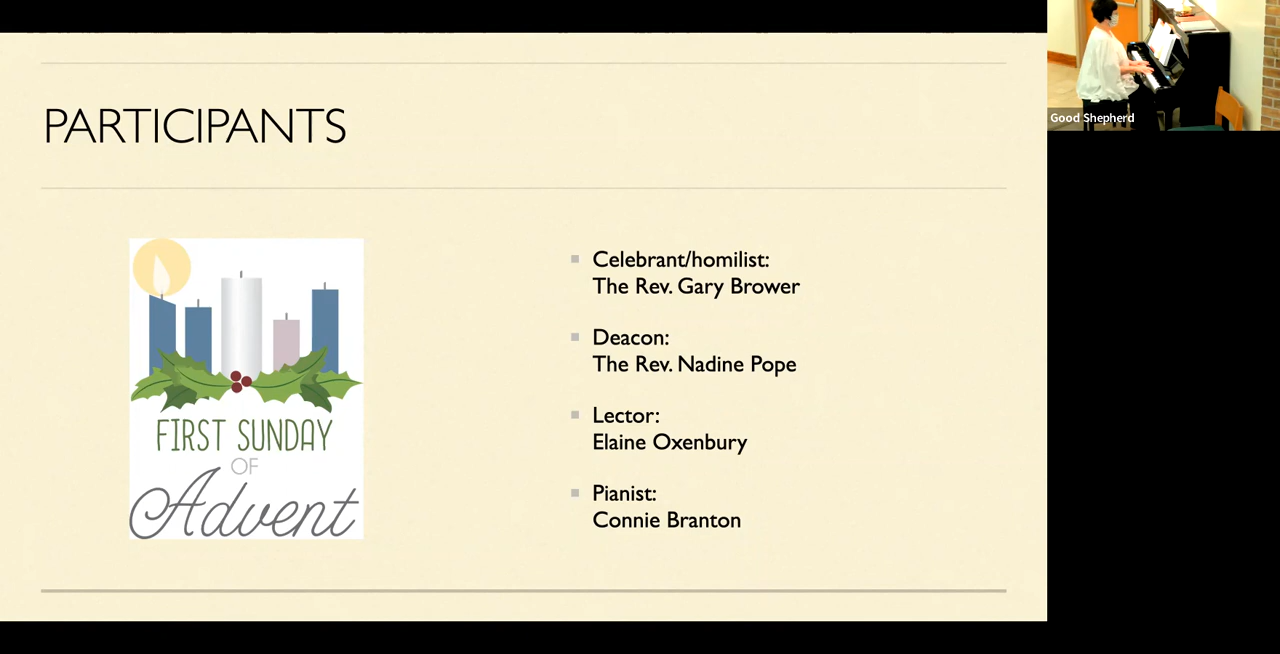 PARTICIPANTS
FIRST SUNDAY
OF
Advent
Celebrant/homilist:
The Rev. Gary Brower
Deacon:
The Rev. Nadine Pope
Lector:
Elaine Oxenbury
Pianist:
Connie Branton
Good Shepherd